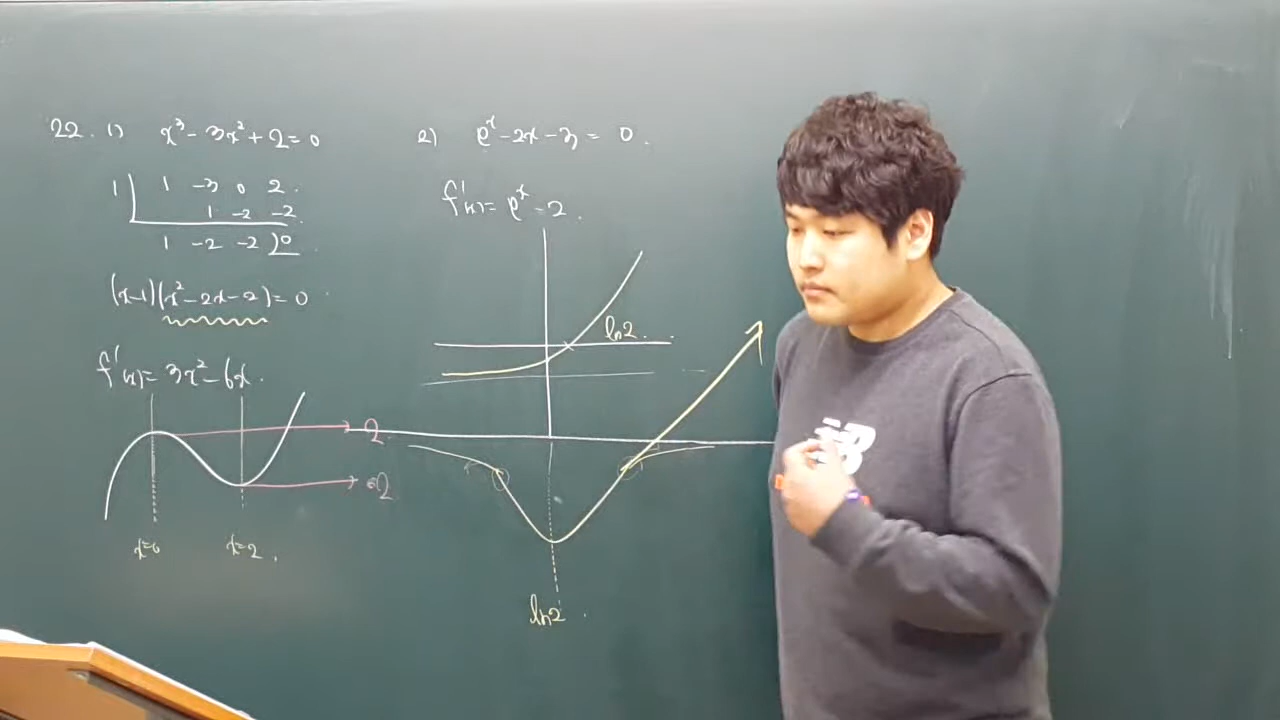 22. 1) x³-3x²+2=0
1 | 1 -3 0 2
1 -2 -2
1 -2 -2 0
(x-1)(x²-2x-2)=0
f'(x)=3x²-6x.
2
-2
x=0 x=2.
2) eˣ-2x-3=0.
f'(x)=eˣ-2.
ln2.
ln2.